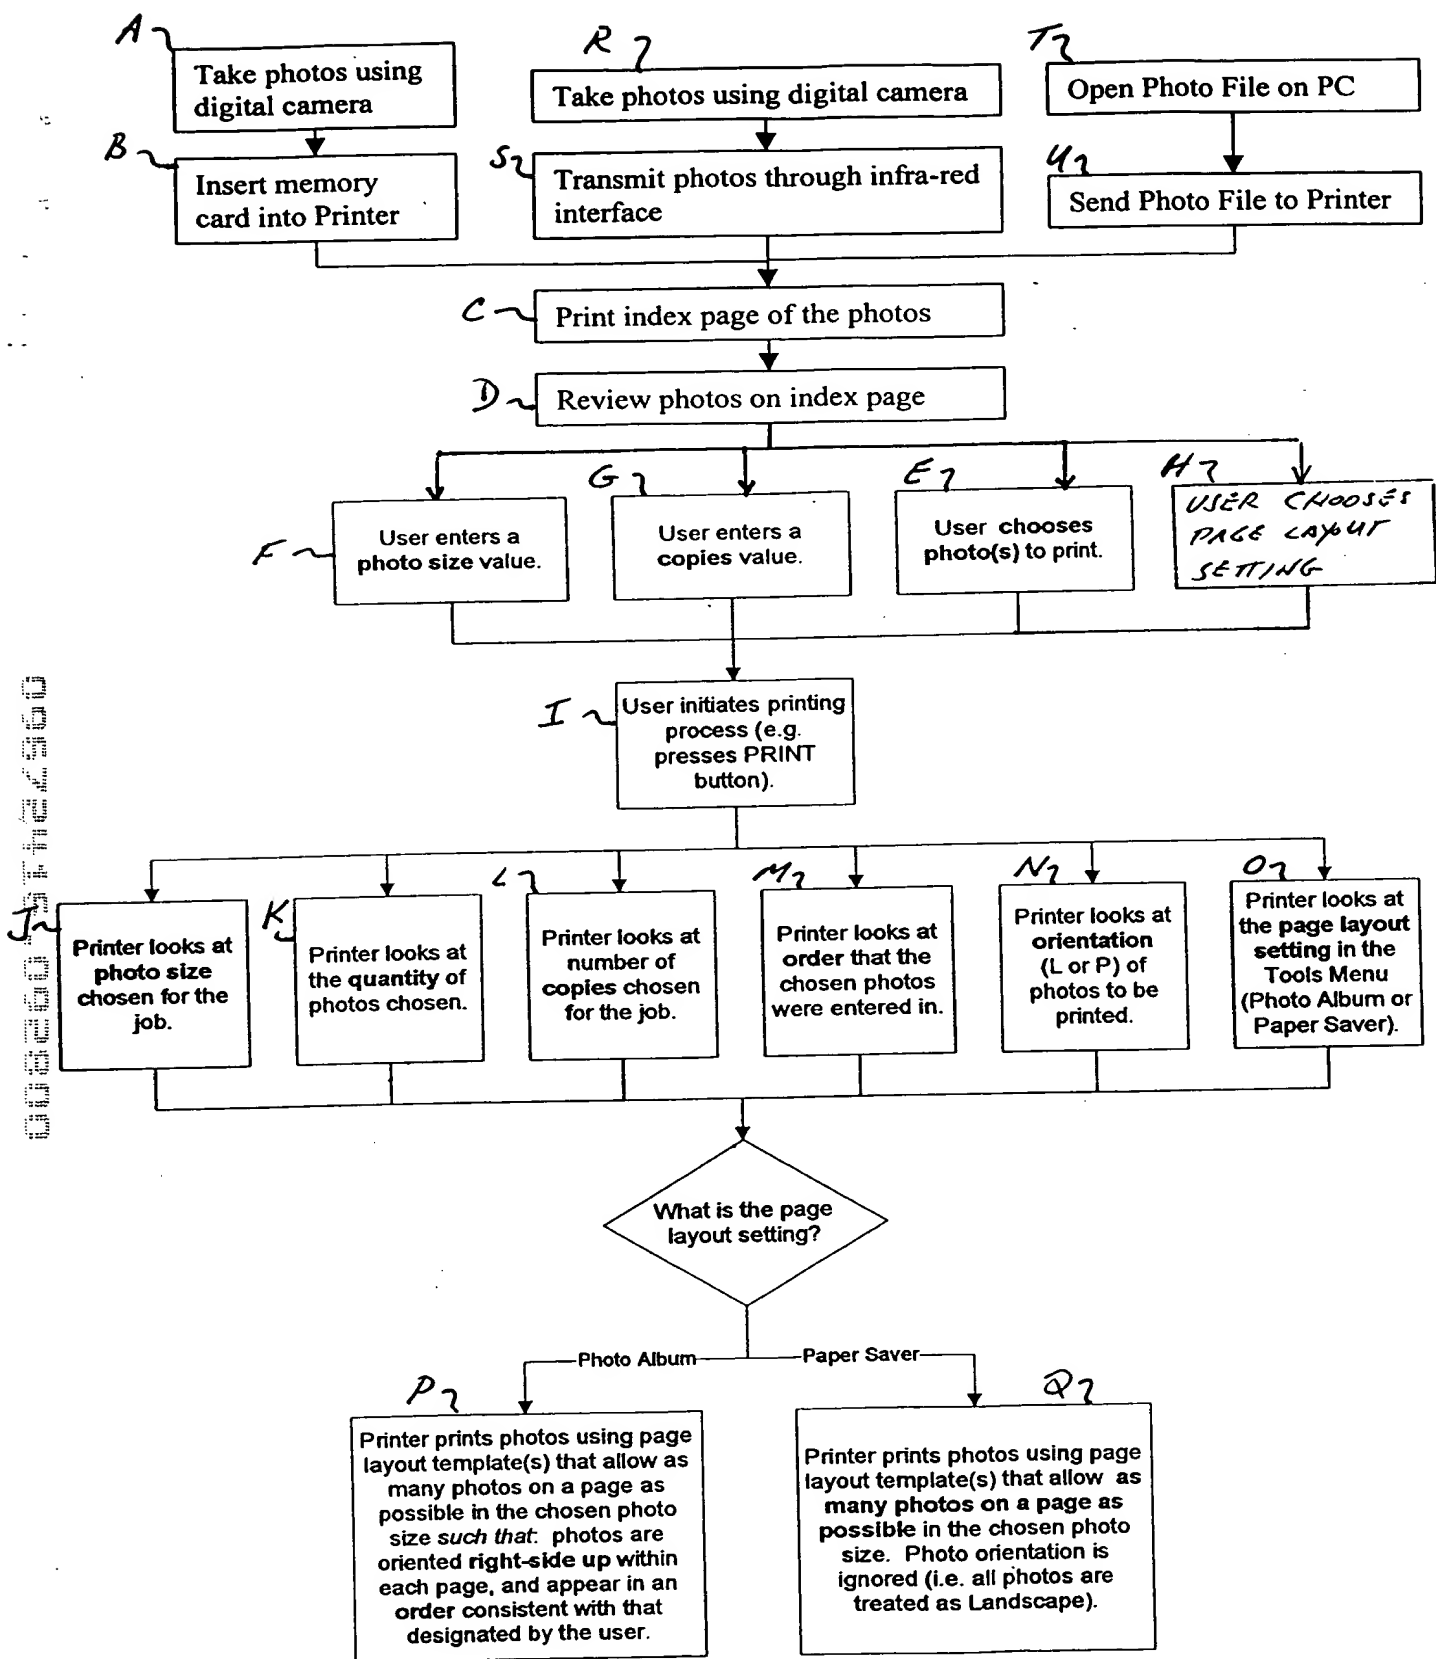 A
Take photos using
digital camera
B
Insert memory
card into Printer
R
Take photos using digital camera
S
Transmit photos through infra-red
interface
T
Open Photo File on PC
U
Send Photo File to Printer
C
Print index page of the photos
D
Review photos on index page
F
User enters a
photo size value.
G
User enters a
copies value.
E
User chooses
photo(s) to print.
H
USER CHOOSES
PAGE LAYOUT
SETTING
I
User initiates printing
process (e.g.
presses PRINT
button).
J
Printer looks at
photo size
chosen for the
job.
K
Printer looks at
the quantity of
photos chosen.
L
Printer looks at
number of
copies chosen
for the job.
M
Printer looks at
order that the
chosen photos
were entered in.
N
Printer looks at
orientation
(L or P) of
photos to be
printed.
O
Printer looks at
the page layout
setting in the
Tools Menu
(Photo Album or
Paper Saver).
What is the page
layout setting?
Photo Album
Paper Saver
P
Printer prints photos using page
layout template(s) that allow as
many photos on a page as
possible in the chosen photo
size such that: photos are
oriented right-side up within
each page, and appear in an
order consistent with that
designated by the user.
Q
Printer prints photos using page
layout template(s) that allow as
many photos on a page as
possible in the chosen photo
size. Photo orientation is
ignored (i.e. all photos are
treated as Landscape).